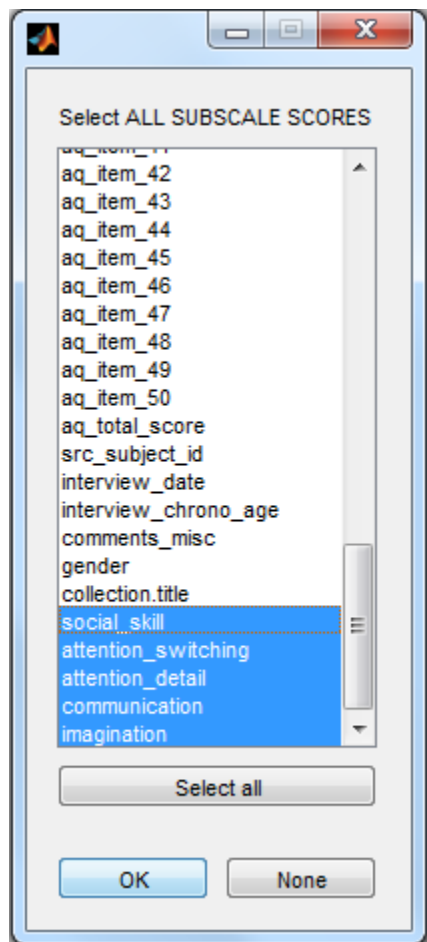 Select ALL SUBSCALE SCORES
aq_item_42
aq_item_43
aq_item_44
aq_item_45
aq_item_46
aq_item_47
aq_item_48
aq_item_49
aq_item_50
aq_total_score
src_subject_id
interview_date
interview_chrono_age
comments_misc
gender
collection.title
social_skill
attention_switching
attention_detail
communication
imagination
Select all
OK None